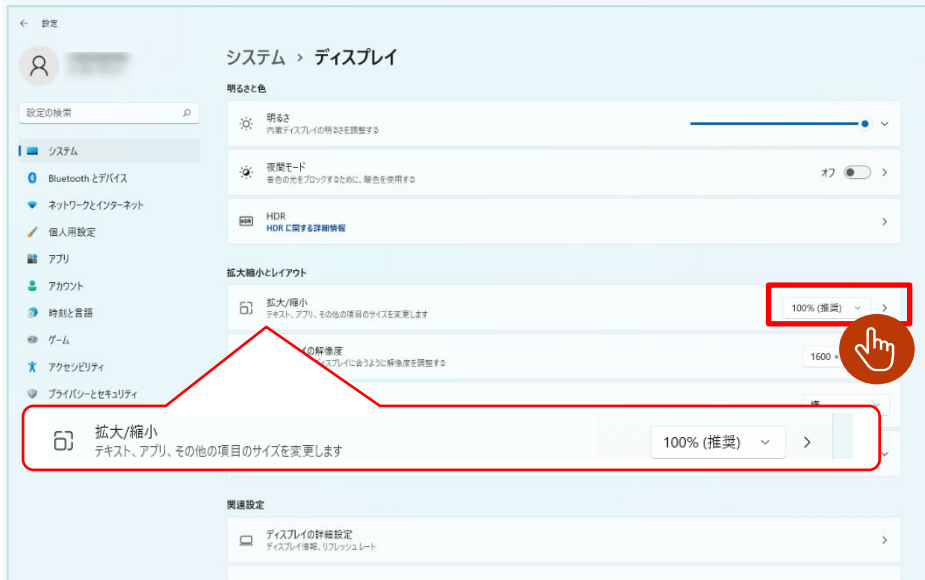 ← 設定
システム › ディスプレイ
設定の検索
システム
Bluetooth とデバイス
ネットワークとインターネット
個人用設定
アプリ
アカウント
時刻と言語
ゲーム
アクセシビリティ
プライバシーとセキュリティ
明るさと色
明るさ
内蔵ディスプレイの明るさを調整する
夜間モード
青色の光をブロックするために、暖色を使用する
オフ
HDR
HDR
HDR に関する詳細情報
拡大縮小とレイアウト
拡大/縮小
テキスト、アプリ、その他の項目のサイズを変更します
100% (推奨)
イの解像度
ィスプレイに合うように解像度を調整する
1600 ×
拡大/縮小
テキスト、アプリ、その他の項目のサイズを変更します
100% (推奨)
関連設定
ディスプレイの詳細設定
ディスプレイ情報、リフレッシュ レート